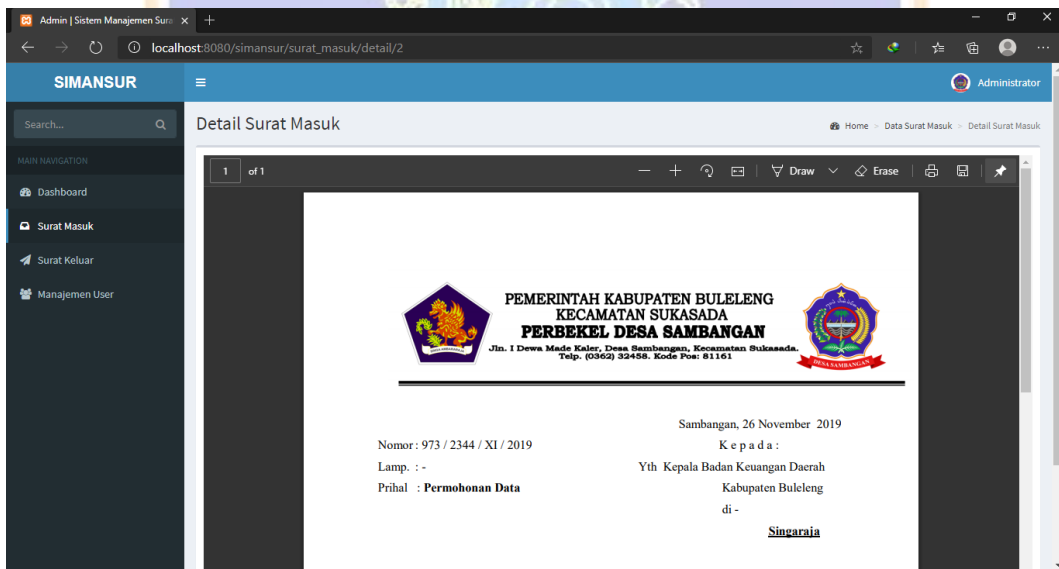 Admin | Sistem Manajemen Sura
localhost:8080/simansur/surat_masuk/detail/2
SIMANSUR
Administrator
Search...
Detail Surat Masuk
Home > Data Surat Masuk > Detail Surat Masuk
MAIN NAVIGATION
Dashboard
Surat Masuk
Surat Keluar
Manajemen User
1 of 1
Draw
Erase
PEMERINTAH KABUPATEN BULELENG
KECAMATAN SUKASADA
PERBEKEL DESA SAMBANGAN
Jln. I Dewa Made Kaler, Desa Sambangan, Kecamatan Sukasada.
Telp. (0362) 32458. Kode Pos: 81161
DESA SAMBANGAN
Sambangan, 26 November 2019
Nomor : 973 / 2344 / XI / 2019
K e p a d a :
Lamp. : -
Yth Kepala Badan Keuangan Daerah
Prihal : Permohonan Data
Kabupaten Buleleng
di -
Singaraja